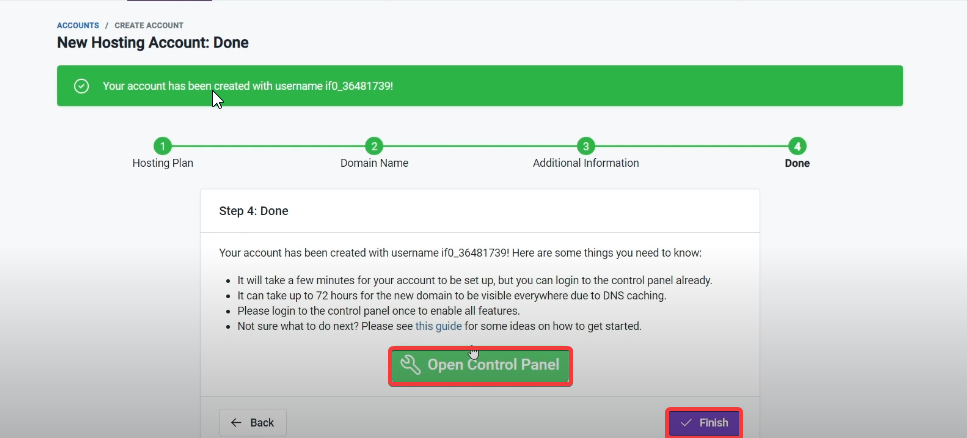 ACCOUNTS / CREATE ACCOUNT
New Hosting Account: Done
Your account has been created with username if0_36481739!
1 2 3 4
Hosting Plan Domain Name Additional Information Done
Step 4: Done
Your account has been created with username if0_36481739! Here are some things you need to know:
• It will take a few minutes for your account to be set up, but you can login to the control panel already.
• It can take up to 72 hours for the new domain to be visible everywhere due to DNS caching.
• Please login to the control panel once to enable all features.
• Not sure what to do next? Please see this guide for some ideas on how to get started.
Open Control Panel
← Back Finish